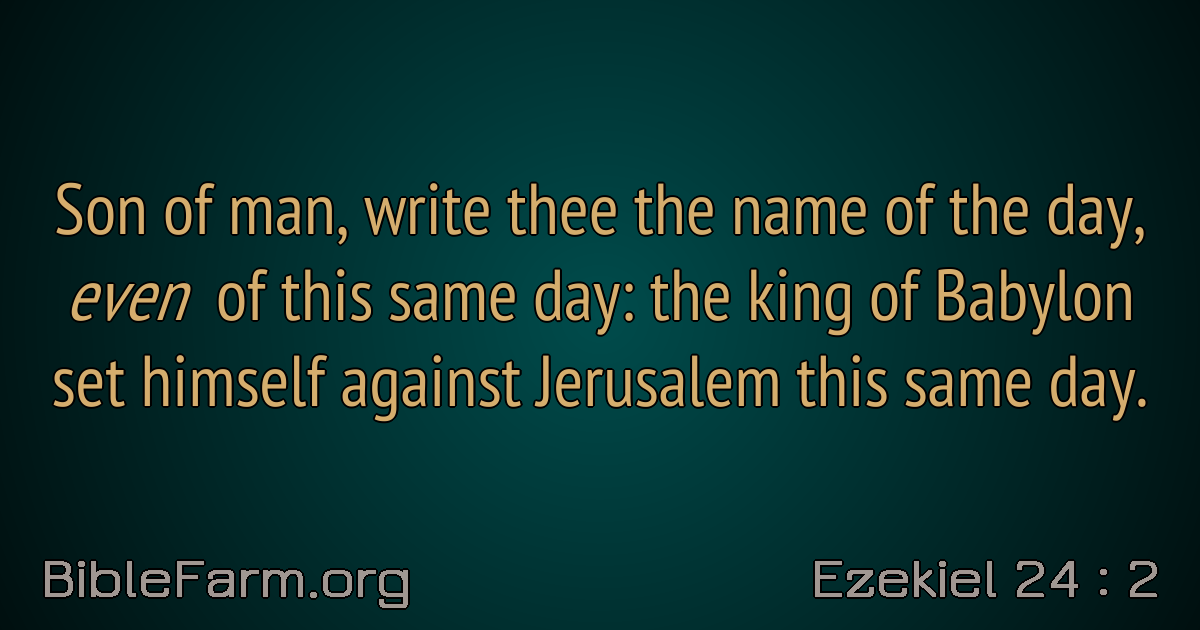 Son of man, write thee the name of the day,
even of this same day: the king of Babylon
set himself against Jerusalem this same day.
BibleFarm.org
Ezekiel 24 : 2